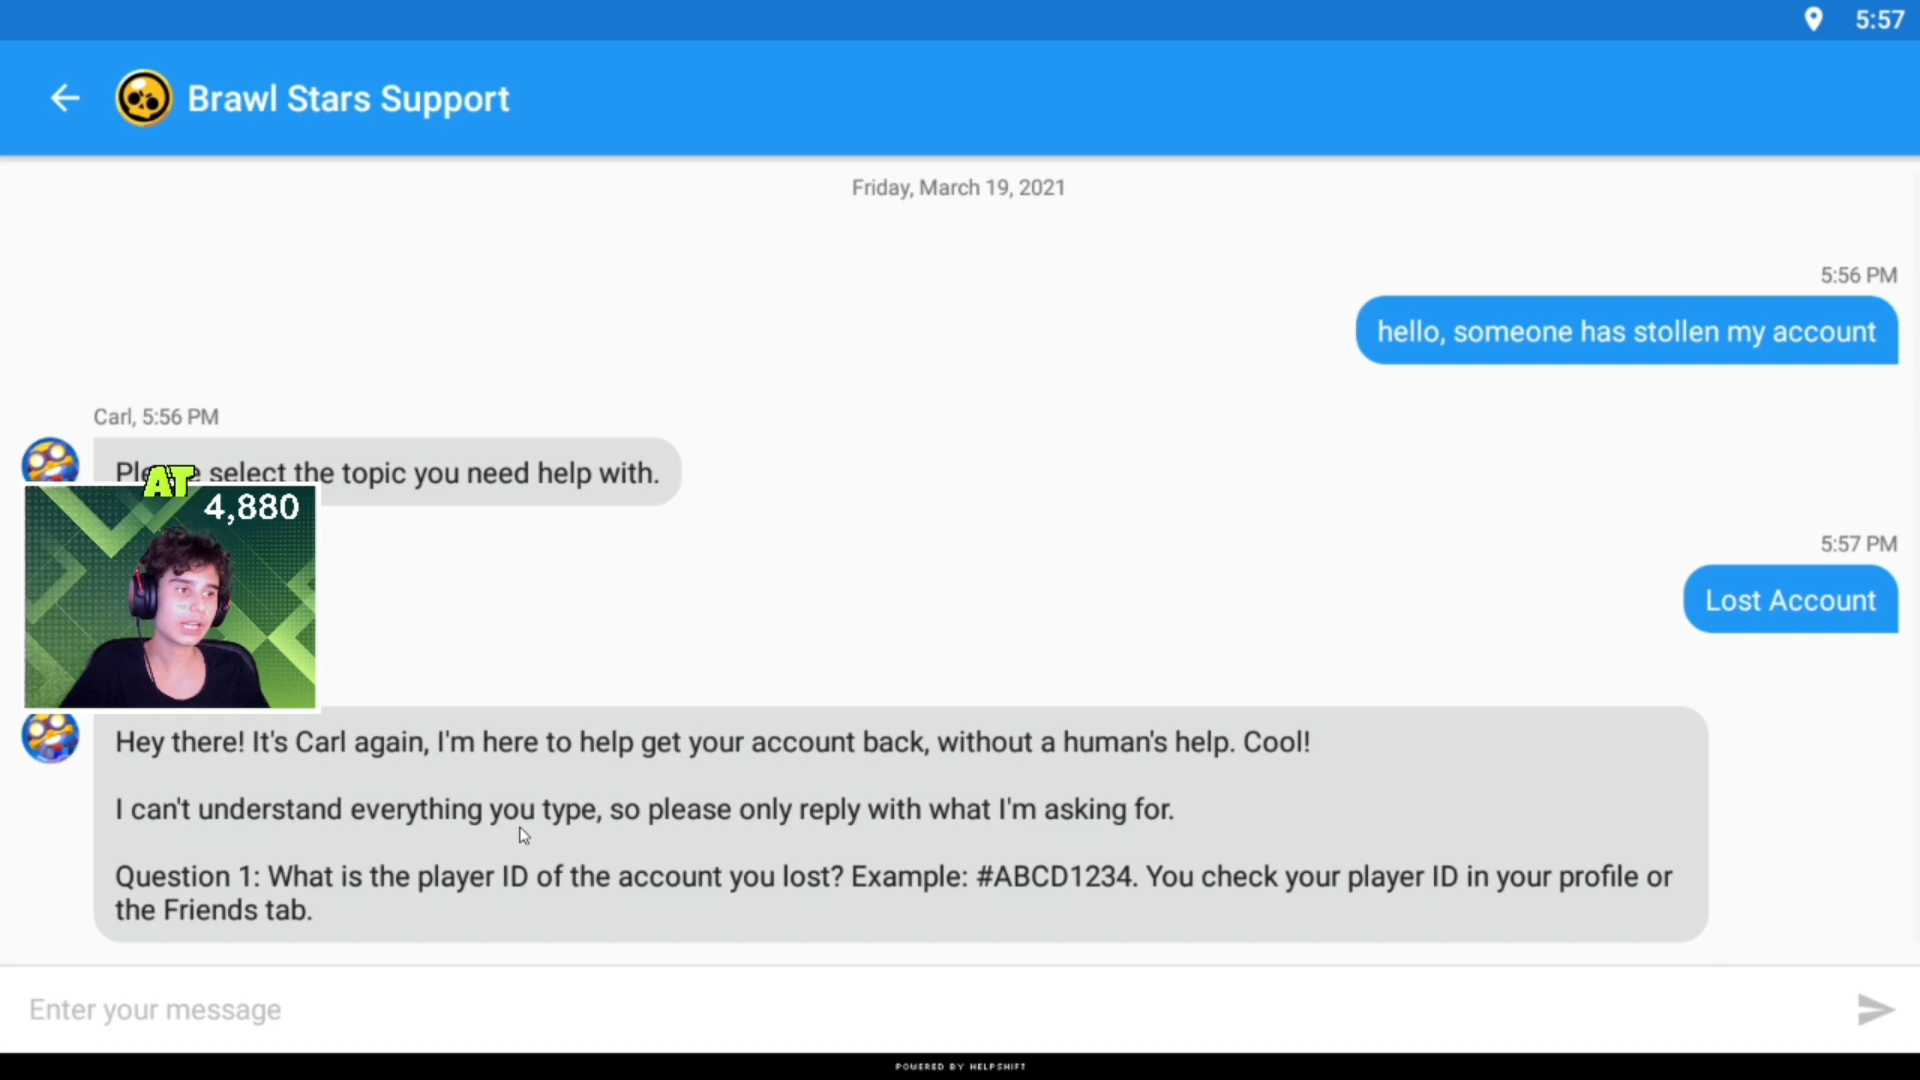 5:57
Brawl Stars Support
Friday, March 19, 2021
5:56 PM
hello, someone has stollen my account
Carl, 5:56 PM
select the topic you need help with.
AT
4,880
5:57 PM
Lost Account
Hey there! It's Carl again, I'm here to help get your account back, without a human's help. Cool!
I can't understand everything you type, so please only reply with what I'm asking for.
Question 1: What is the player ID of the account you lost? Example: #ABCD1234. You check your player ID in your profile or
the Friends tab.
Enter your message
POWERED BY HELPSHIFT